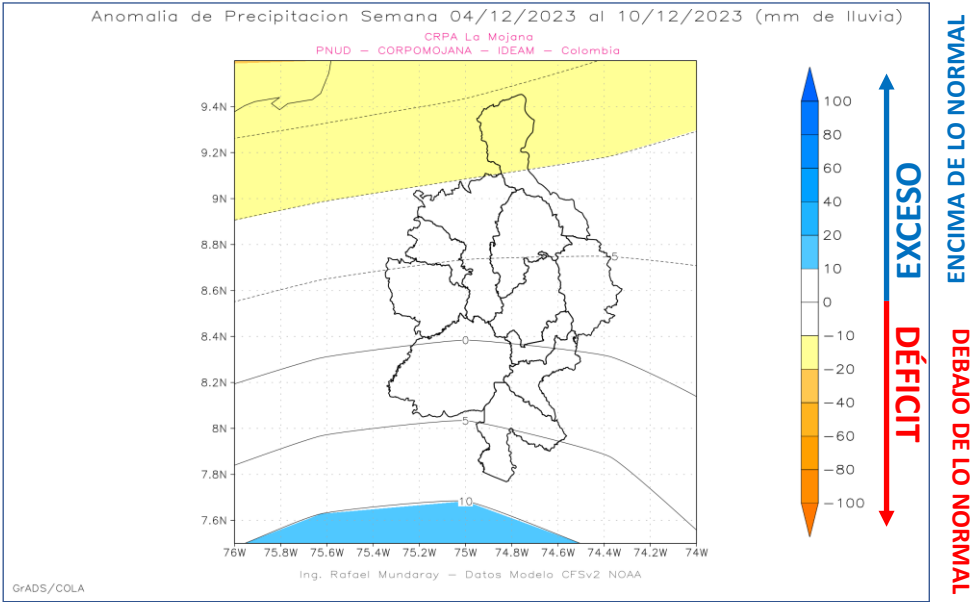 Anomalia de Precipitacion Semana 04/12/2023 al 10/12/2023 (mm de lluvia)
CRPA La Mojana
PNUD – CORPOMOJANA – IDEAM – Colombia
9.4N
9.2N
9N
8.8N
8.6N
8.4N
8.2N
8N
7.8N
7.6N
76W 75.8W 75.6W 75.4W 75.2W 75W 74.8W 74.6W 74.4W 74.2W 74W
5
0
5
10
100
80
60
40
20
10
0
−10
−20
−40
−60
−80
−100
EXCESO
DÉFICIT
ENCIMA DE LO NORMAL
DEBAJO DE LO NORMAL
Ing. Rafael Mundaray – Datos Modelo CFSv2 NOAA
GrADS/COLA